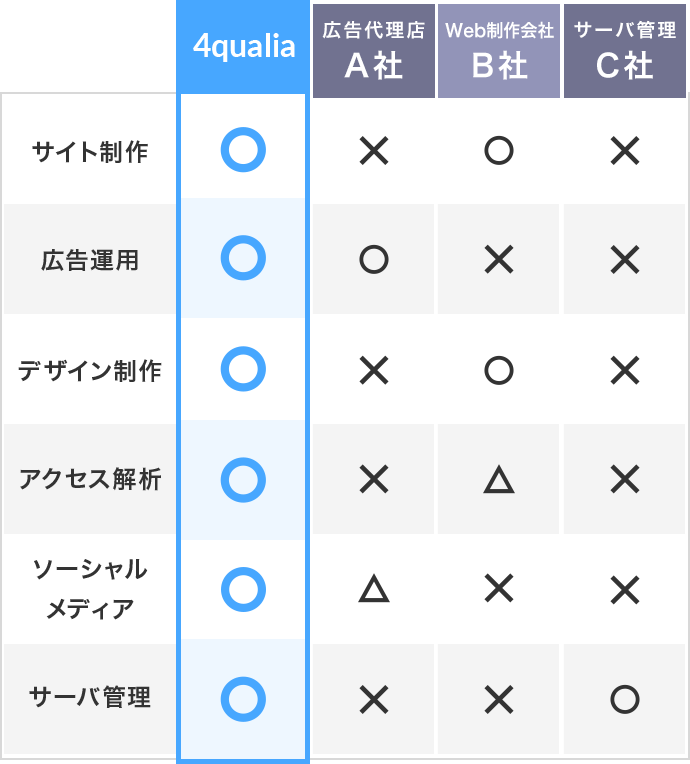 4qualia
広告代理店
A社
Web制作会社
B社
サーバ管理
C社
サイト制作
○ × ○ ×
広告運用
○ ○ × ×
デザイン制作
○ × ○ ×
アクセス解析
○ × △ ×
ソーシャル
メディア
○ △ × ×
サーバ管理
○ × × ○